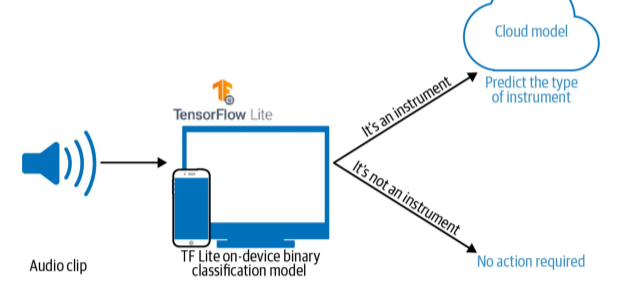 Cloud model
Predict the type
of instrument
TF
TensorFlow Lite
It's an instrument
It's not an instrument
Audio clip
TF Lite on-device binary
classification model
No action required